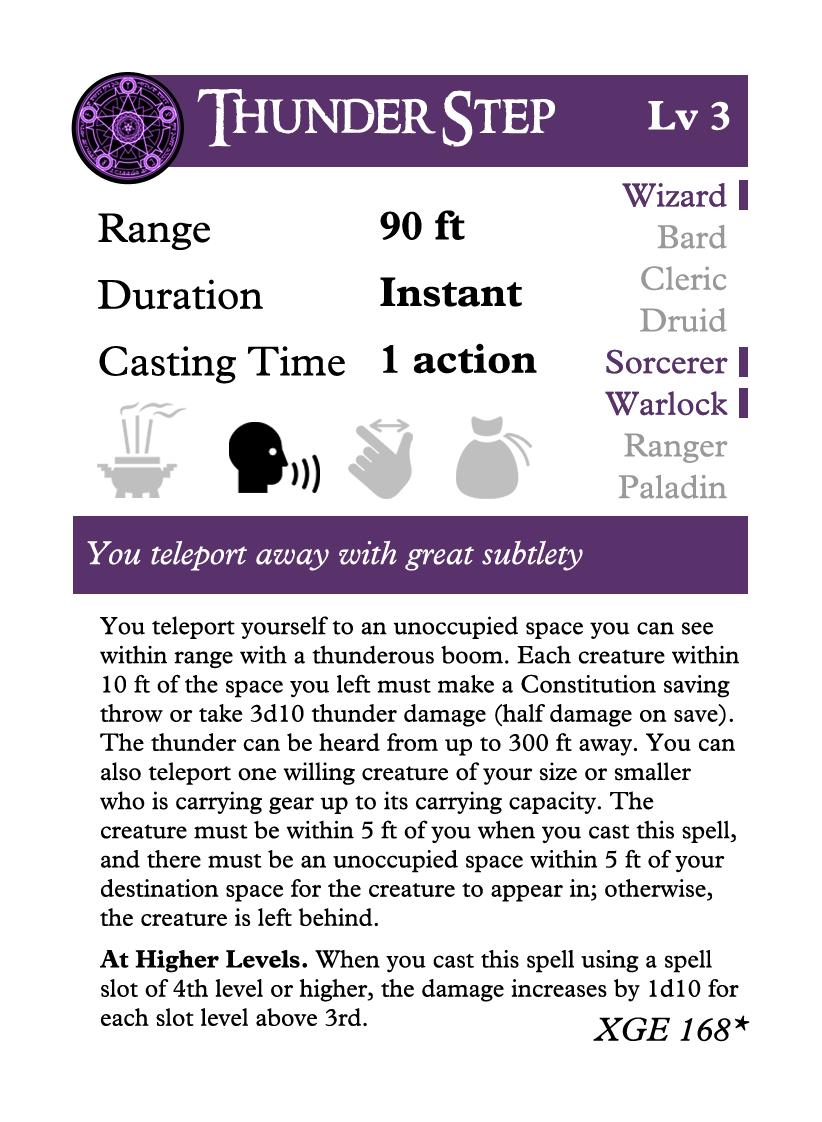 THUNDER STEP Lv 3
Range 90 ft
Duration Instant
Casting Time 1 action
Wizard
Bard
Cleric
Druid
Sorcerer
Warlock
Ranger
Paladin
You teleport away with great subtlety
You teleport yourself to an unoccupied space you can see
within range with a thunderous boom. Each creature within
10 ft of the space you left must make a Constitution saving
throw or take 3d10 thunder damage (half damage on save).
The thunder can be heard from up to 300 ft away. You can
also teleport one willing creature of your size or smaller
who is carrying gear up to its carrying capacity. The
creature must be within 5 ft of you when you cast this spell,
and there must be an unoccupied space within 5 ft of your
destination space for the creature to appear in; otherwise,
the creature is left behind.
At Higher Levels. When you cast this spell using a spell
slot of 4th level or higher, the damage increases by 1d10 for
each slot level above 3rd.
XGE 168*